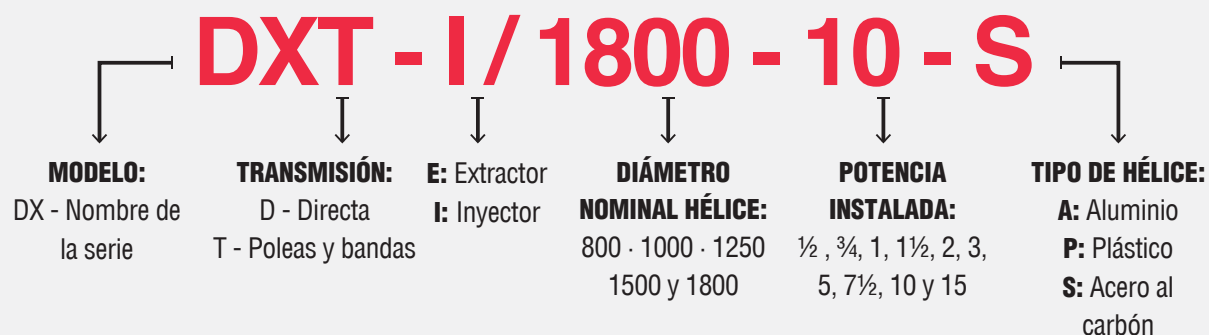 DXT - I / 1800 - 10 - S
MODELO:
DX - Nombre de
la serie
TRANSMISIÓN:
D - Directa
T - Poleas y bandas
E: Extractor
I: Inyector
DIÁMETRO
NOMINAL HÉLICE:
800 · 1000 · 1250
1500 y 1800
POTENCIA
INSTALADA:
½ , ¾, 1, 1½, 2, 3,
5, 7½, 10 y 15
TIPO DE HÉLICE:
A: Aluminio
P: Plástico
S: Acero al
carbón